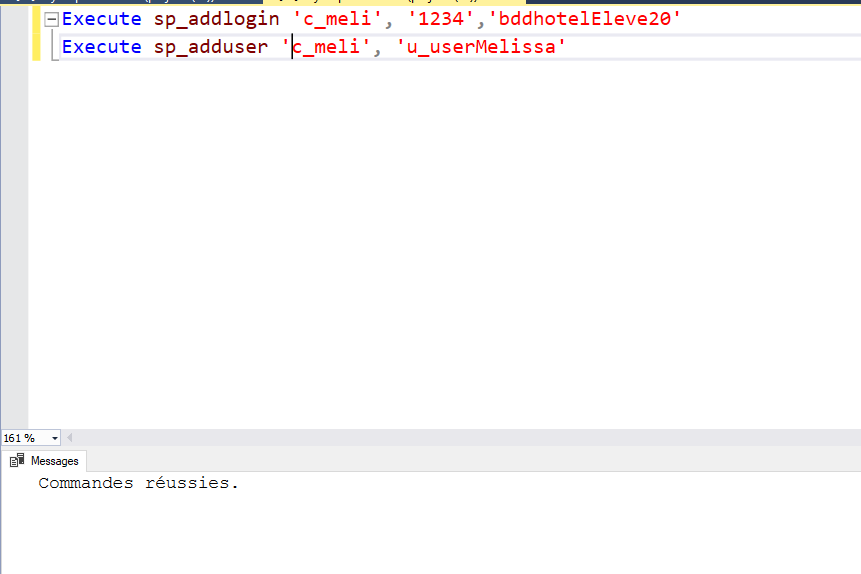 Execute sp_addlogin 'c_meli', '1234','bddhotelEleve20'
Execute sp_adduser 'c_meli', 'u_userMelissa'
161 %
Messages
Commandes réussies.